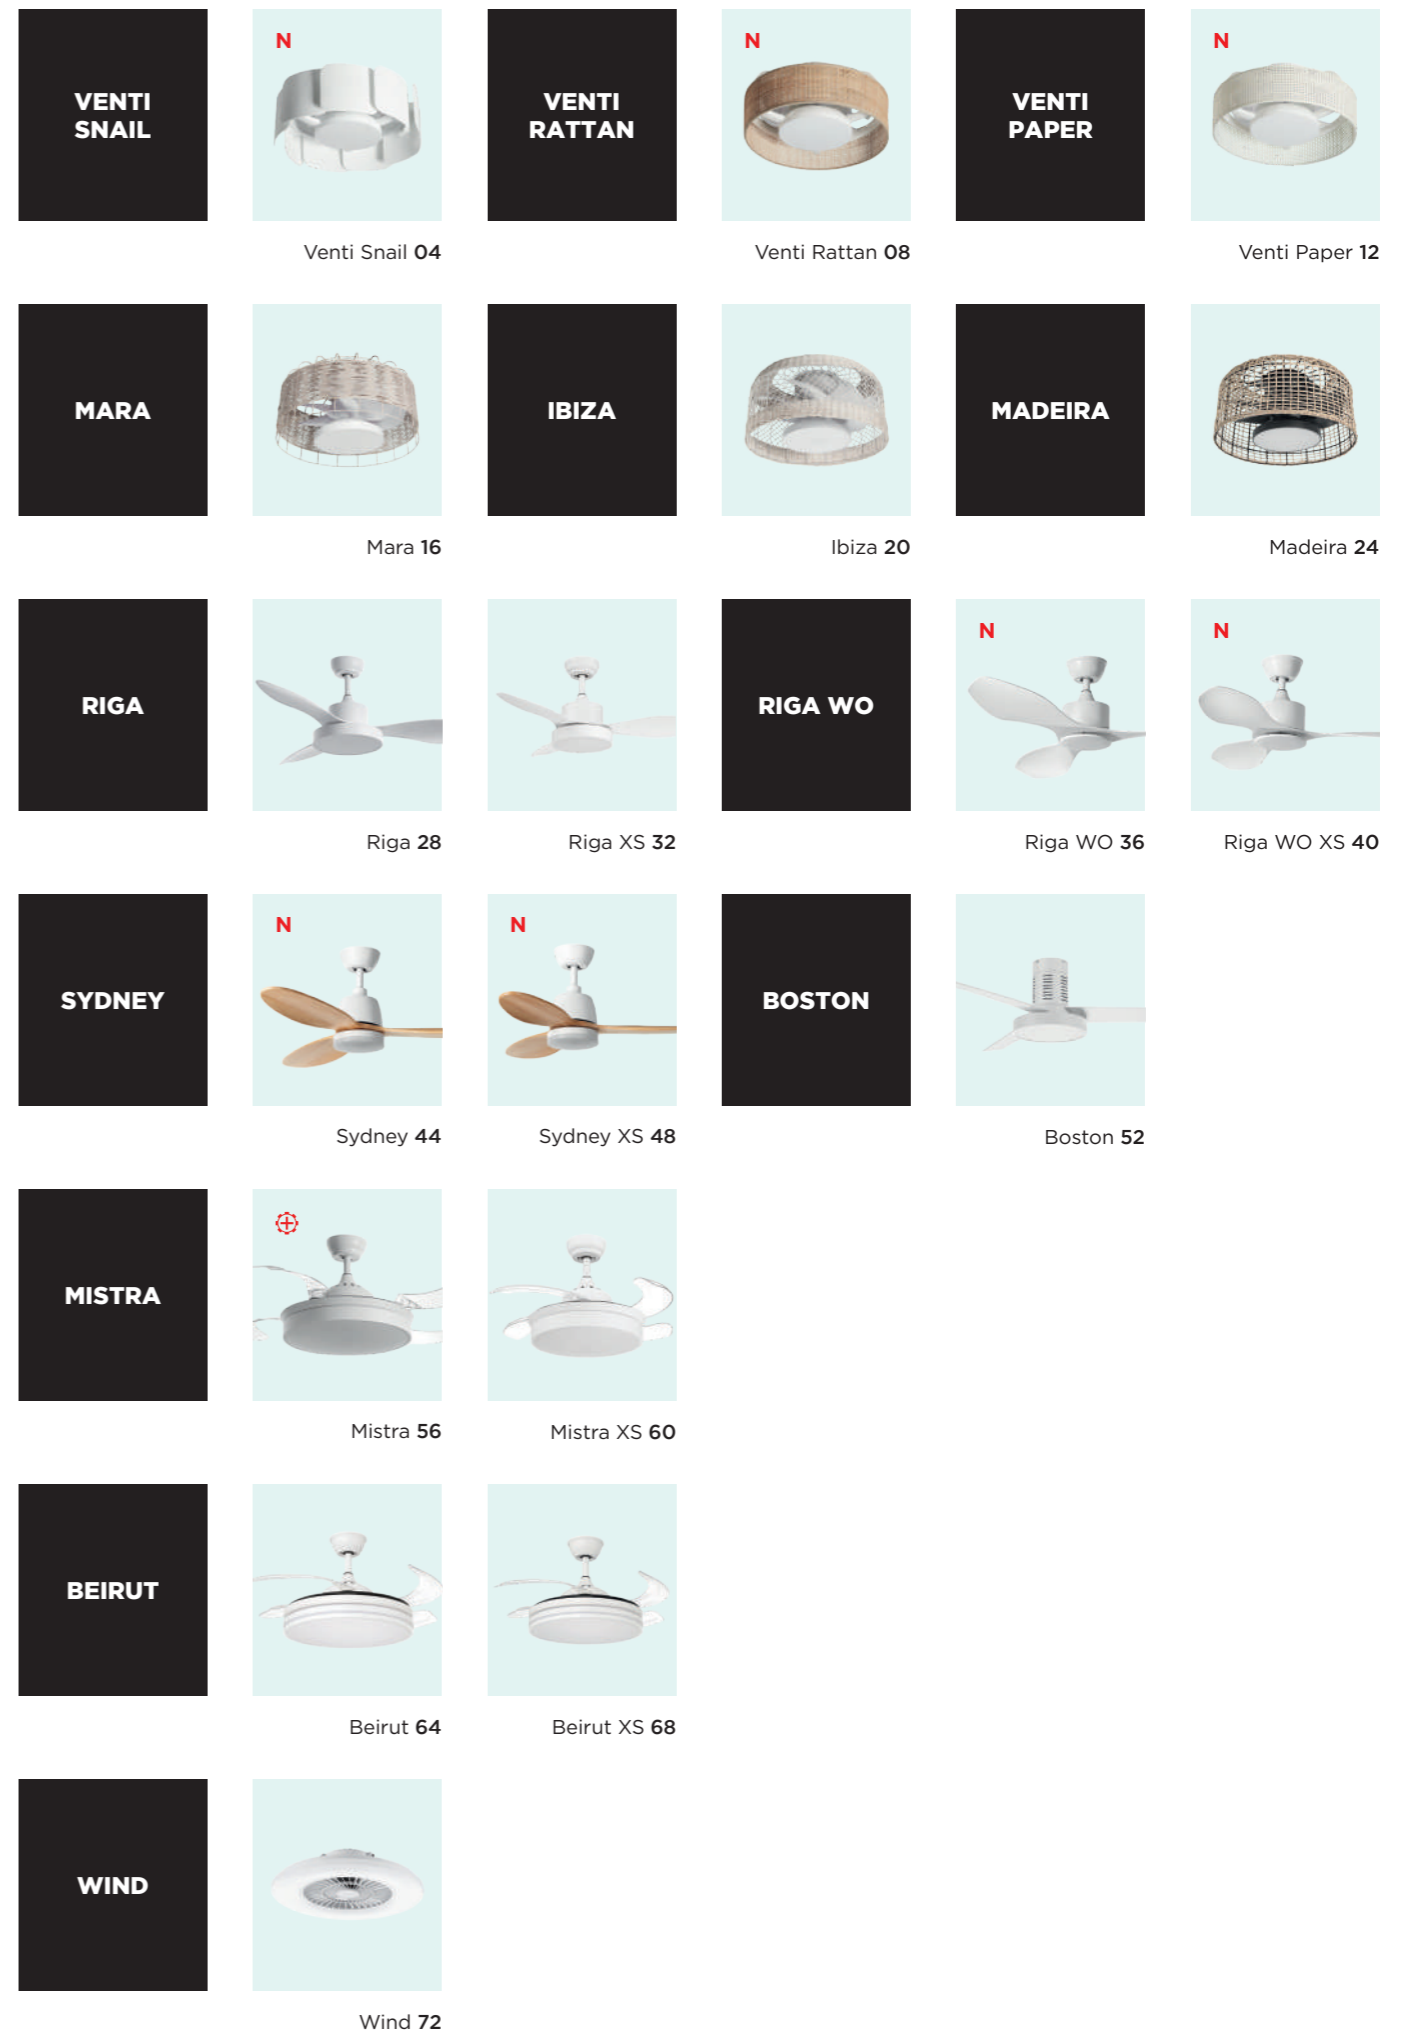 VENTI
SNAIL
N
VENTI
RATTAN
N
VENTI
PAPER
N
Venti Snail 04
Venti Rattan 08
Venti Paper 12
MARA
IBIZA
MADEIRA
Mara 16
Ibiza 20
Madeira 24
RIGA
RIGA WO
N
N
Riga 28
Riga XS 32
Riga WO 36
Riga WO XS 40
SYDNEY
N
N
BOSTON
Sydney 44
Sydney XS 48
Boston 52
MISTRA
Mistra 56
Mistra XS 60
BEIRUT
Beirut 64
Beirut XS 68
WIND
Wind 72